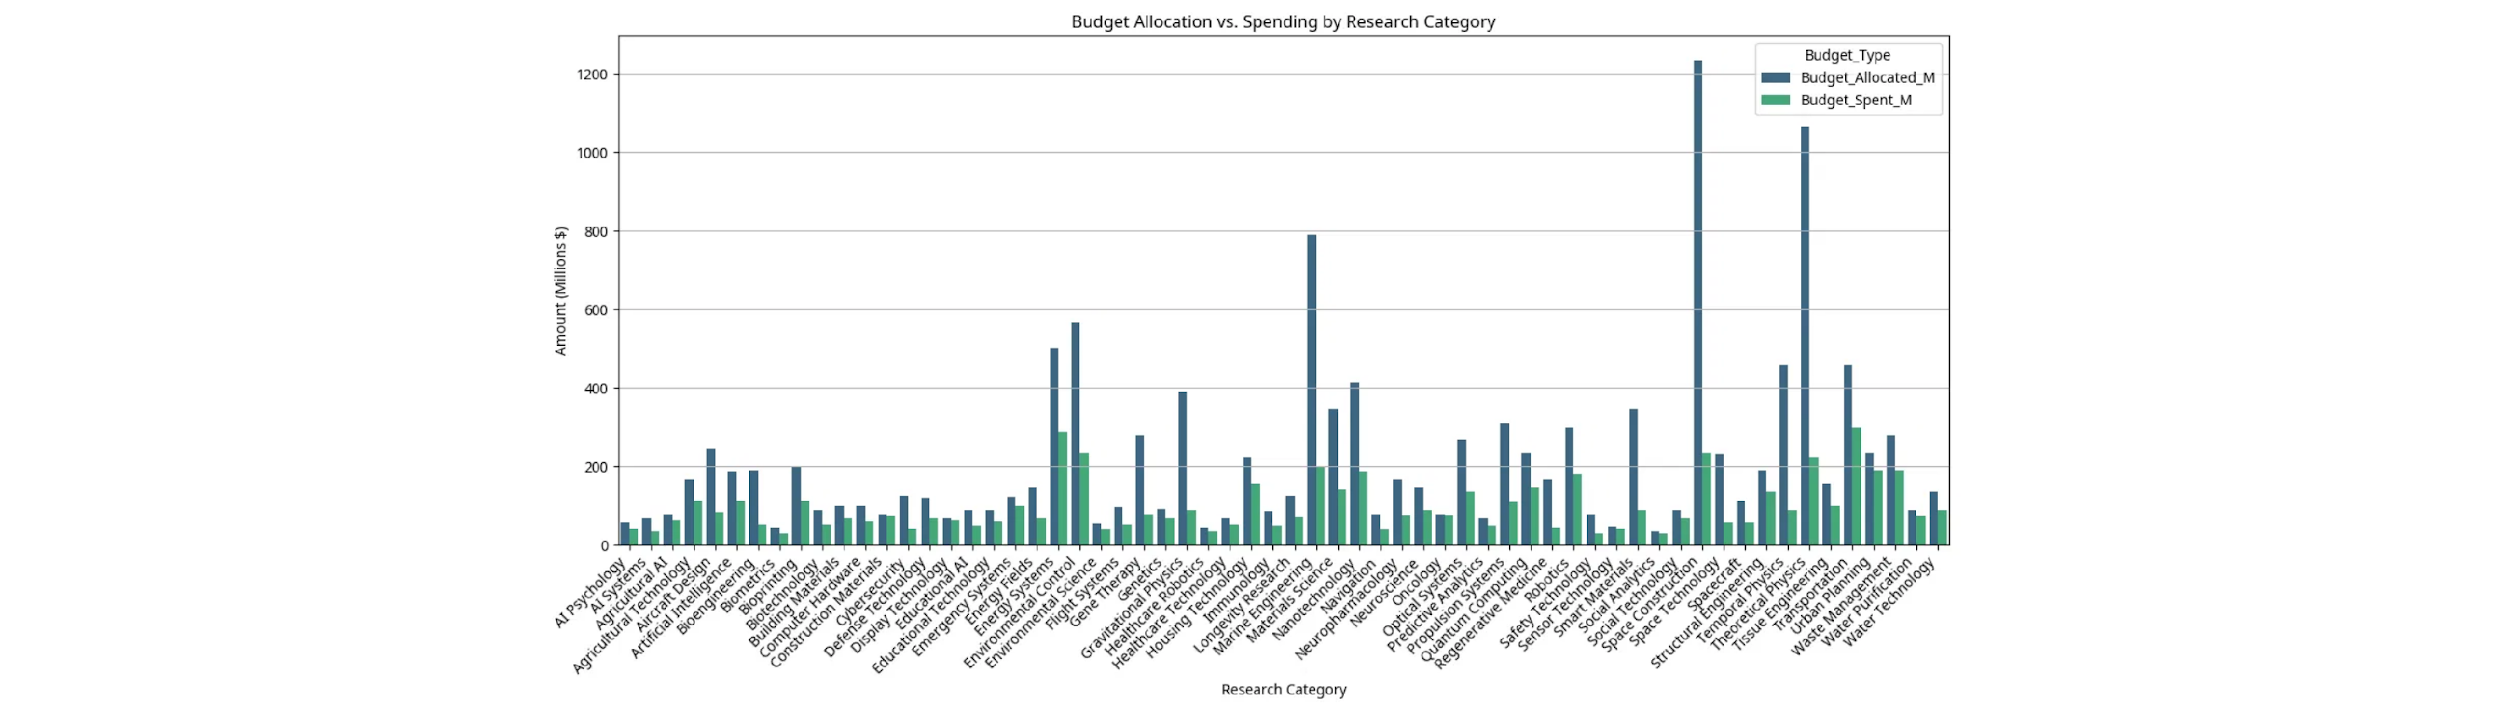 Budget Allocation vs. Spending by Research Category
Budget_Type
Budget_Allocated_M
Budget_Spent_M
Amount (Millions $)
1200
1000
800
600
400
200
0
AI Psychology
AI Systems
Agricultural AI
Agricultural Technology
Aircraft Design
Artificial Intelligence
Bioengineering
Biometrics
Bioprinting
Biotechnology
Building Materials
Computer Hardware
Construction Materials
Cybersecurity
Defense Technology
Display Technology
Educational AI
Educational Technology
Emergency Systems
Energy Fields
Energy Systems
Environmental Control
Environmental Science
Flight Systems
Gene Therapy
Genetics
Gravitational Physics
Healthcare Robotics
Healthcare Technology
Housing Technology
Immunology
Longevity Research
Marine Engineering
Materials Science
Nanotechnology
Navigation
Neuropharmacology
Neuroscience
Oncology
Optical Systems
Predictive Analytics
Propulsion Systems
Quantum Computing
Regenerative Medicine
Robotics
Safety Technology
Sensor Technology
Smart Materials
Social Analytics
Social Technology
Space Construction
Space Technology
Spacecraft
Structural Engineering
Temporal Physics
Theoretical Physics
Tissue Engineering
Transportation
Urban Planning
Waste Management
Water Purification
Water Technology
Research Category